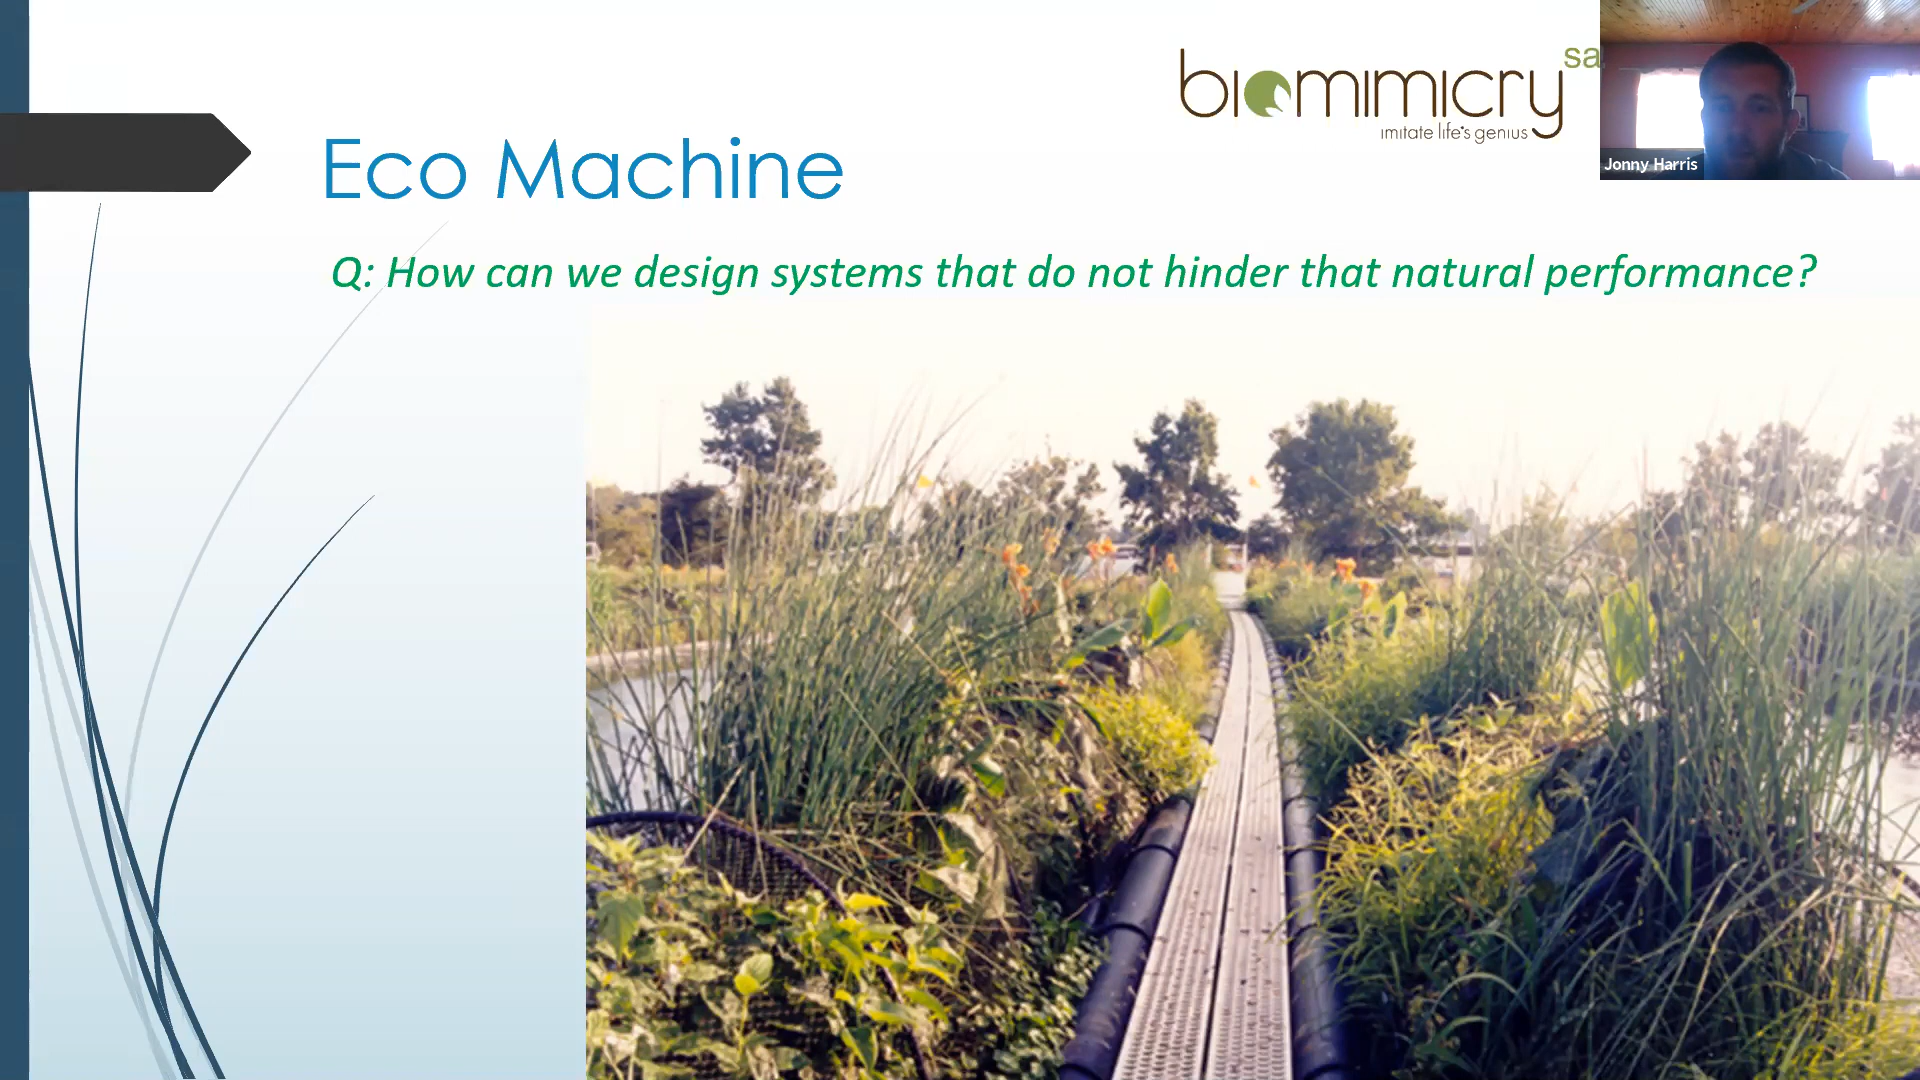 biomimicry sa
imitate life's genius
Jonny Harris
Eco Machine
Q: How can we design systems that do not hinder that natural performance?